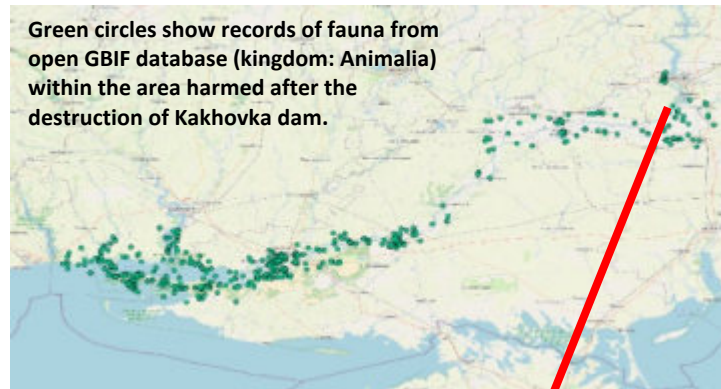 Green circles show records of fauna from
open GBIF database (kingdom: Animalia)
within the area harmed after the
destruction of Kakhovka dam.